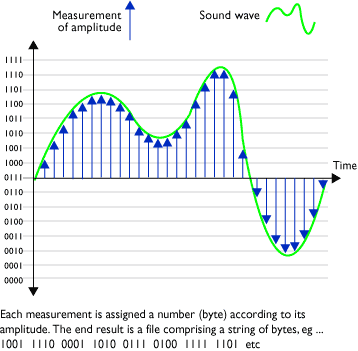 Measurement
of amplitude
Sound wave
1111
1110
1101
1100
1011
1010
1001
1000
0111
Time
0110
0101
0100
0011
0010
0001
0000
Each measurement is assigned a number (byte) according to its
amplitude. The end result is a file comprising a string of bytes, eg ...
1001 1110 0001 1010 0111 0100 1111 1101 etc